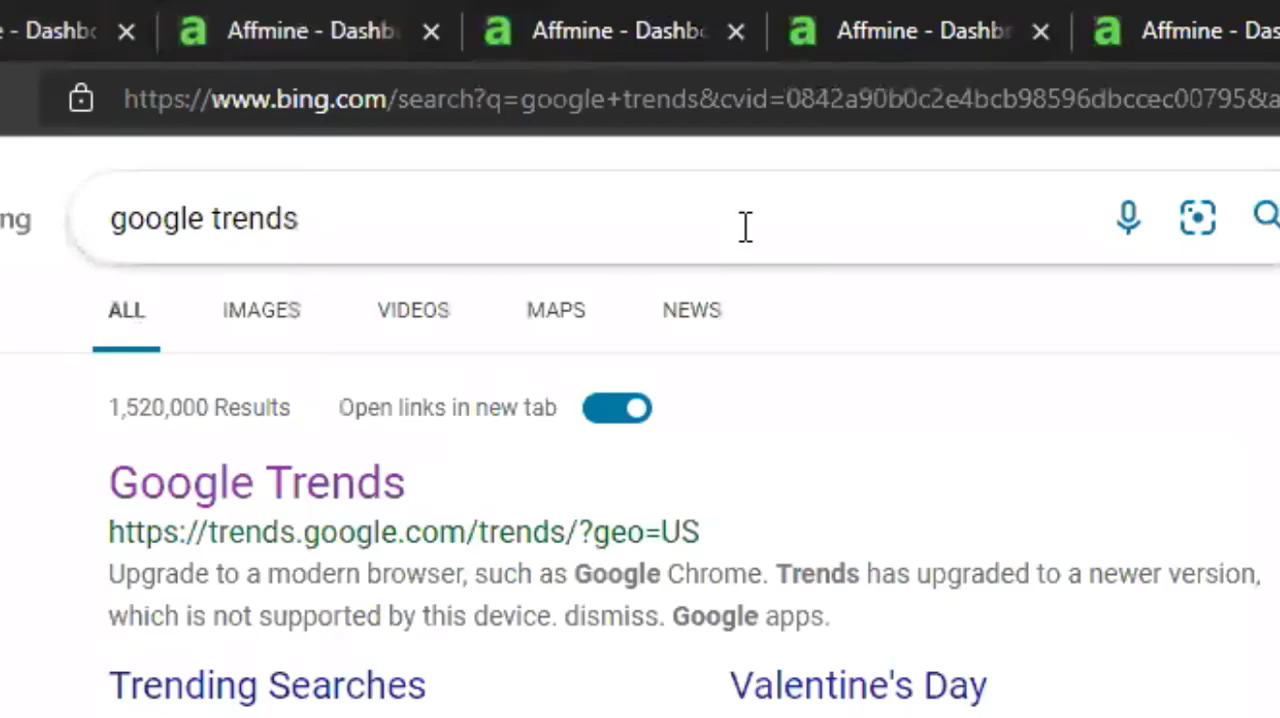 - Dashbc Affmine - Dashb Affmine - Dashbc Affmine - Dashbr Affmine - Das
https://www.bing.com/search?q=google+trends&cvid=0842a90b0c2e4bcb98596dbccec00795&a
ng google trends
ALL IMAGES VIDEOS MAPS NEWS
1,520,000 Results Open links in new tab
Google Trends
https://trends.google.com/trends/?geo=US
Upgrade to a modern browser, such as Google Chrome. Trends has upgraded to a newer version,
which is not supported by this device. dismiss. Google apps.
Trending Searches Valentine's Day